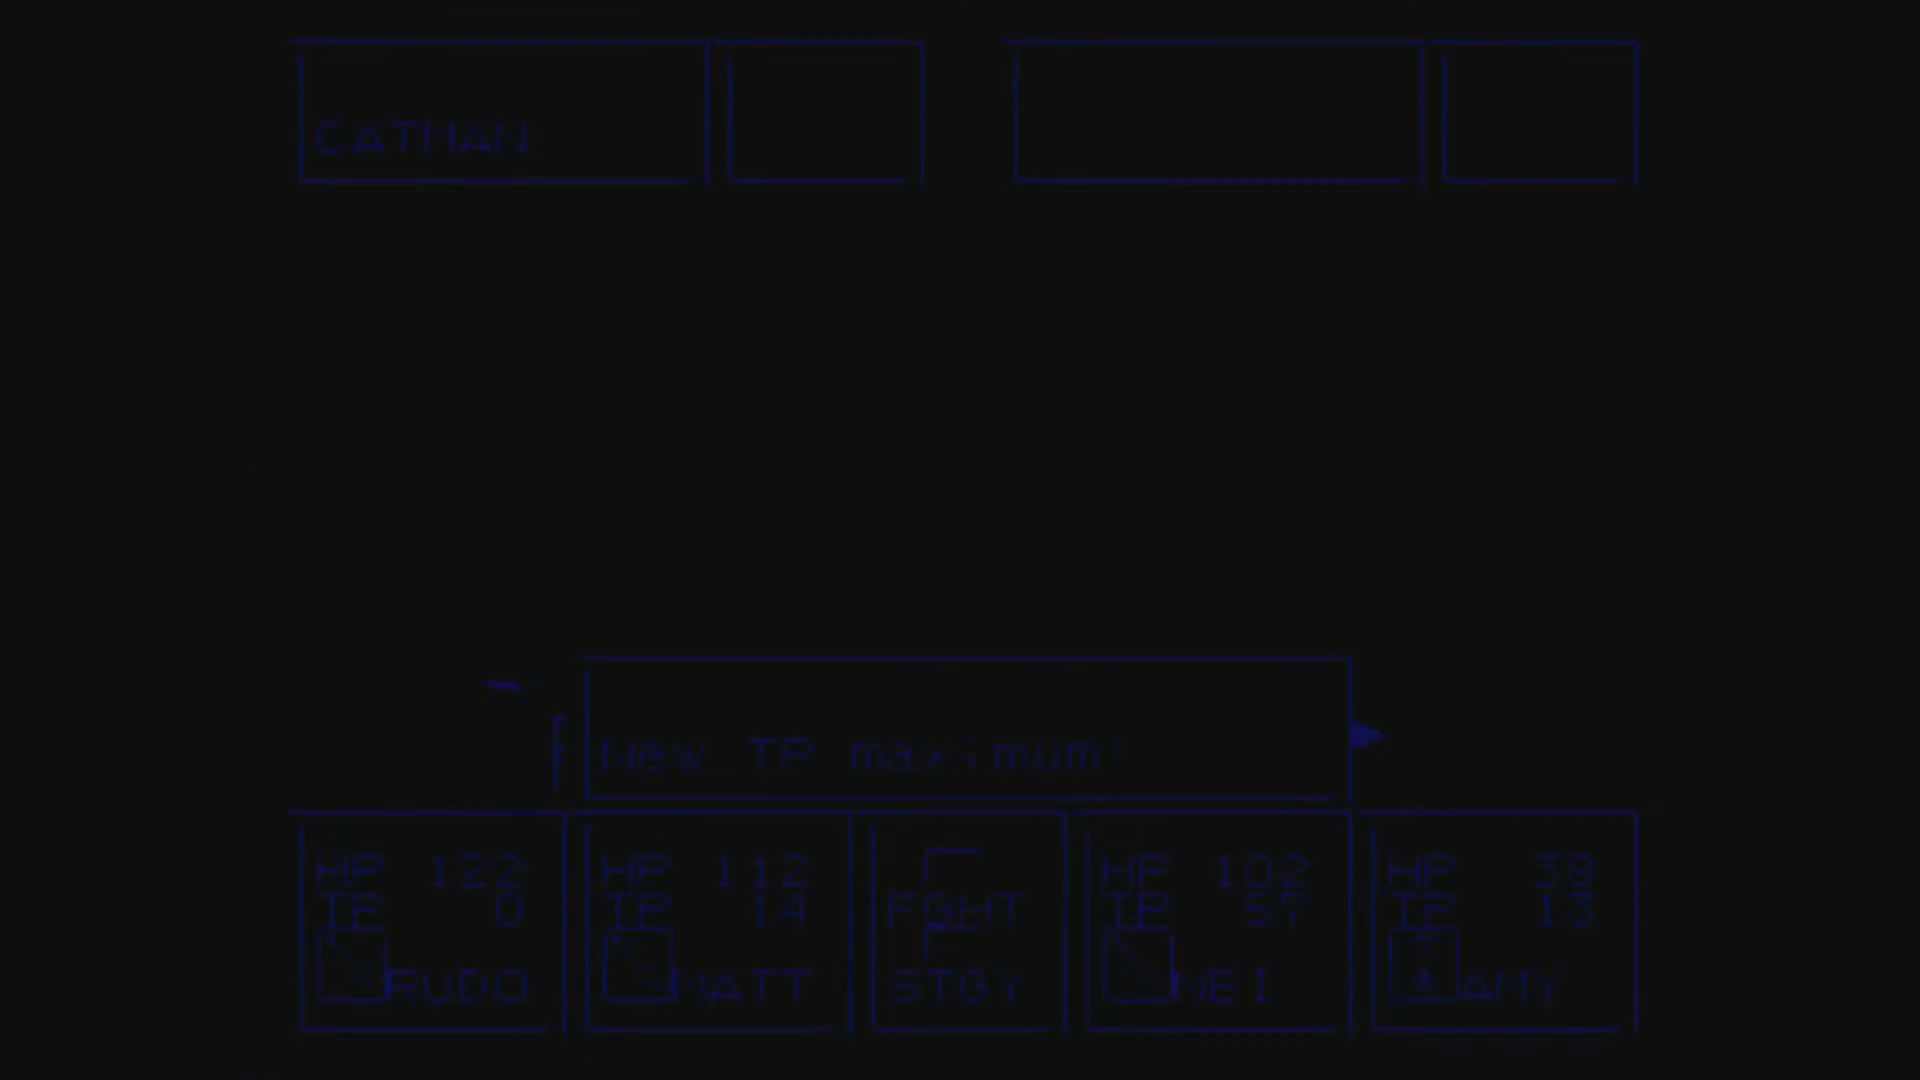 CATMAN
New TP maximum!
HP 122
TP 0
RUDO
HP 112
TP 14
MATT
FGHT
STGY
HP 102
TP 57
NEI
HP 38
TP 13
AMY